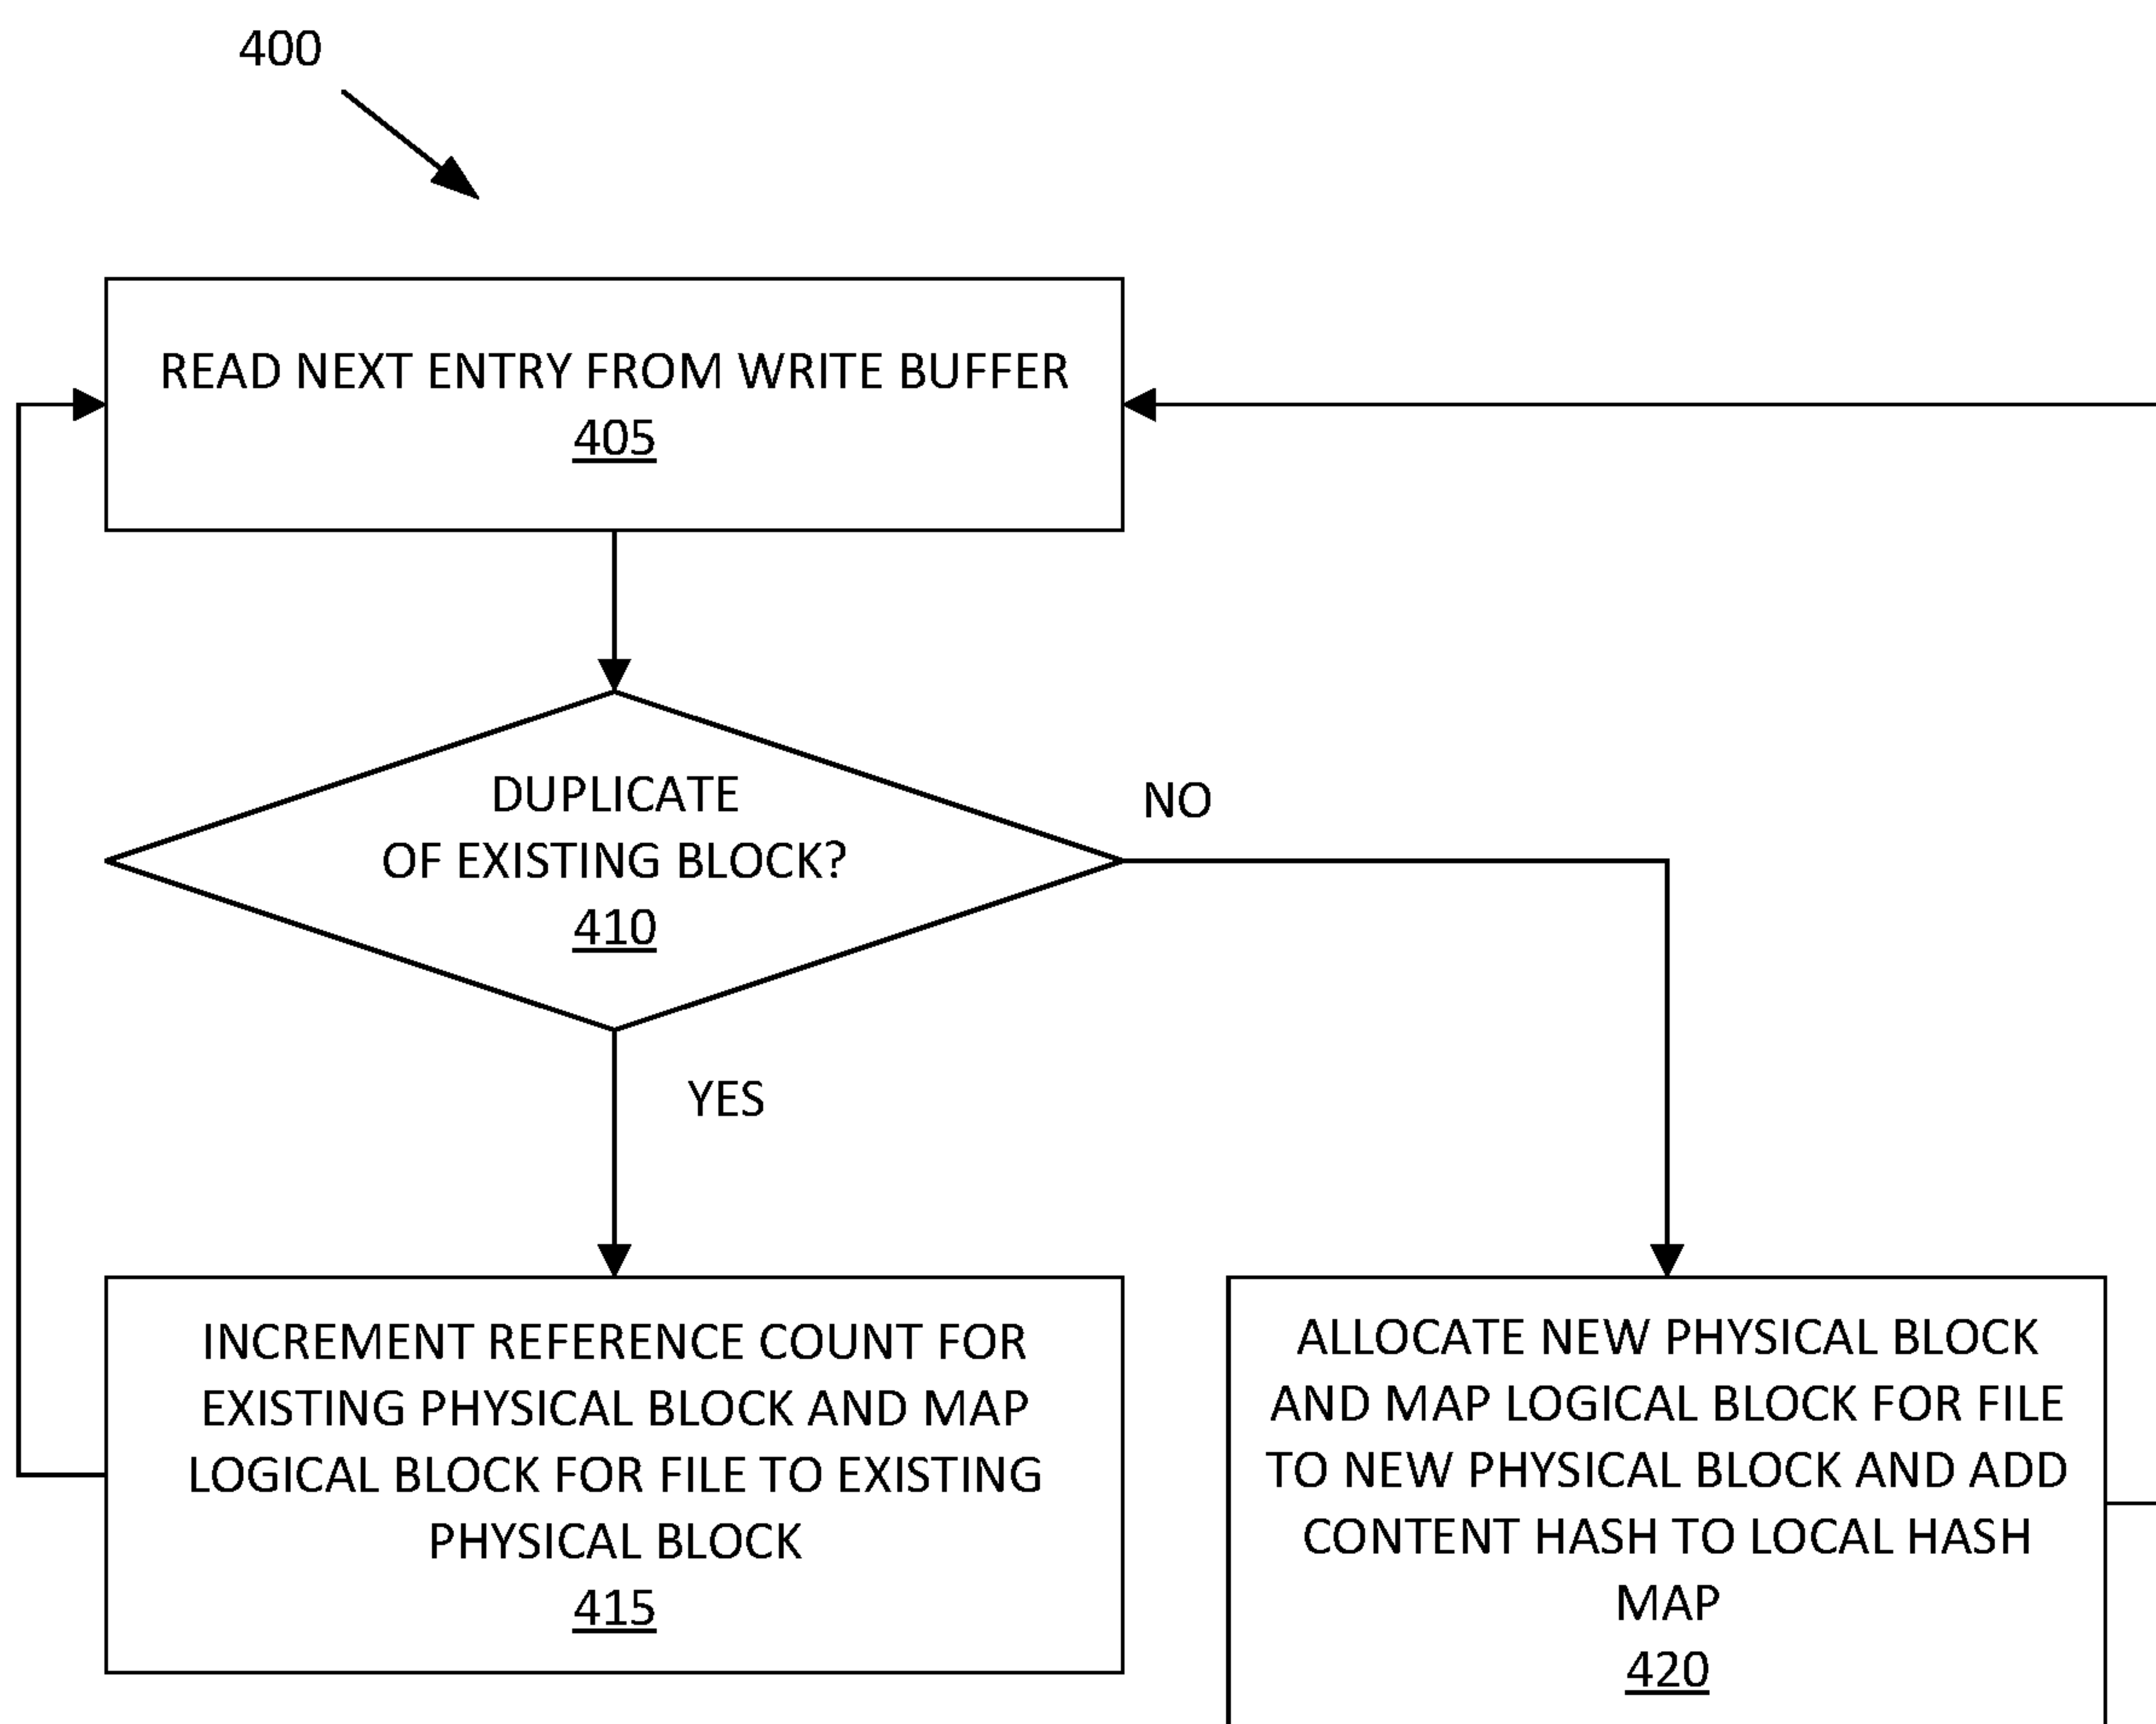 400
READ NEXT ENTRY FROM WRITE BUFFER
405
DUPLICATE
OF EXISTING BLOCK?
410
NO
YES
INCREMENT REFERENCE COUNT FOR
EXISTING PHYSICAL BLOCK AND MAP
LOGICAL BLOCK FOR FILE TO EXISTING
PHYSICAL BLOCK
415
ALLOCATE NEW PHYSICAL BLOCK
AND MAP LOGICAL BLOCK FOR FILE
TO NEW PHYSICAL BLOCK AND ADD
CONTENT HASH TO LOCAL HASH
MAP
420